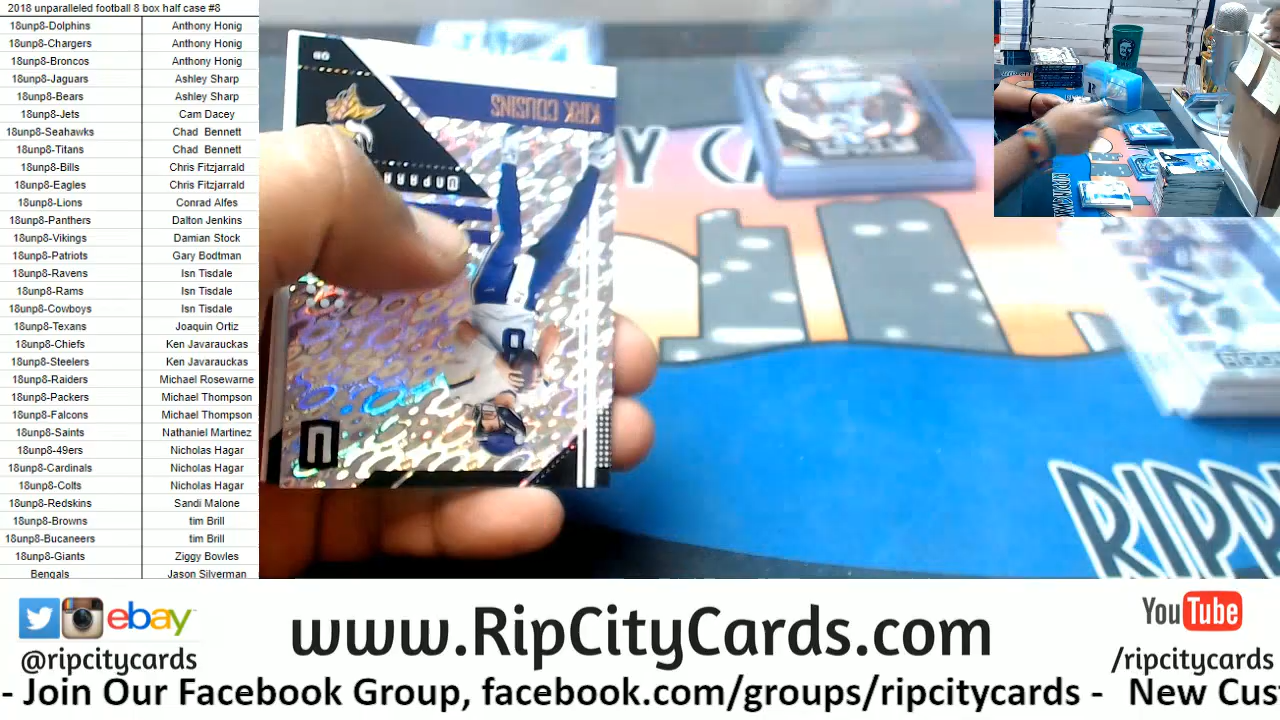 2018 unparalleled football 8 box half case #8
18unp8-Dolphins Anthony Honig
18unp8-Chargers Anthony Honig
18unp8-Broncos Anthony Honig
18unp8-Jaguars Ashley Sharp
18unp8-Bears Ashley Sharp
18unp8-Jets Cam Dacey
18unp8-Seahawks Chad Bennett
18unp8-Titans Chad Bennett
18unp8-Bills Chris Fitzjarrald
18unp8-Eagles Chris Fitzjarrald
18unp8-Lions Conrad Alfes
18unp8-Panthers Dalton Jenkins
18unp8-Vikings Damian Stock
18unp8-Patriots Gary Bodtman
18unp8-Ravens Isn Tisdale
18unp8-Rams Isn Tisdale
18unp8-Cowboys Isn Tisdale
18unp8-Texans Joaquin Ortiz
18unp8-Chiefs Ken Javarauckas
18unp8-Steelers Ken Javarauckas
18unp8-Raiders Michael Rosewarne
18unp8-Packers Michael Thompson
18unp8-Falcons Michael Thompson
18unp8-Saints Nathaniel Martinez
18unp8-49ers Nicholas Hagar
18unp8-Cardinals Nicholas Hagar
18unp8-Colts Nicholas Hagar
18unp8-Redskins Sandi Malone
18unp8-Browns tim Brill
18unp8-Bucaneers tim Brill
18unp8-Giants Ziggy Bowles
Bengals Jason Silverman
KIRK COUSINS
QB
U
Y CA
RIPP
ebay
@ripcitycards
www.RipCityCards.com
YouTube
/ripcitycards
- Join Our Facebook Group, facebook.com/groups/ripcitycards - New Cus